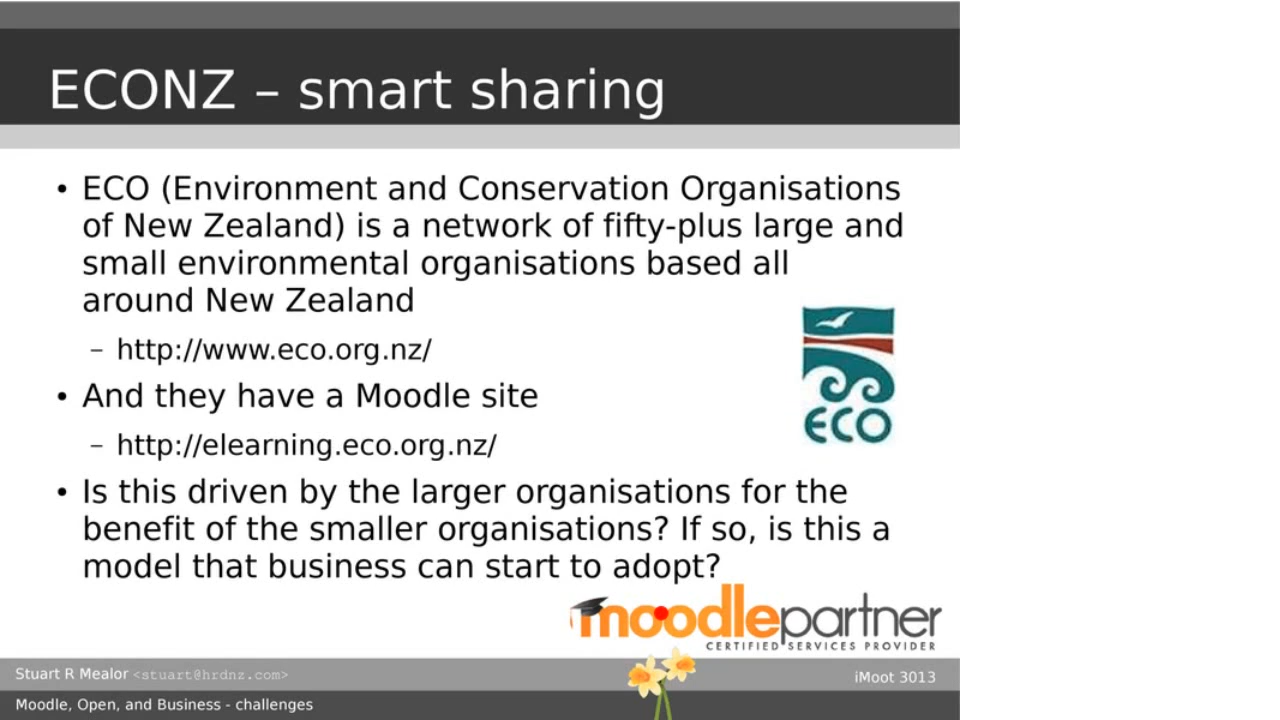 ECONZ – smart sharing
• ECO (Environment and Conservation Organisations
of New Zealand) is a network of fifty-plus large and
small environmental organisations based all
around New Zealand
– http://www.eco.org.nz/
• And they have a Moodle site
– http://elearning.eco.org.nz/
ECO
• Is this driven by the larger organisations for the
benefit of the smaller organisations? If so, is this a
model that business can start to adopt?
moodlepartner
CERTIFIED SERVICES PROVIDER
Stuart R Mealor <stuart@hrdnz.com>
iMoot 3013
Moodle, Open, and Business - challenges